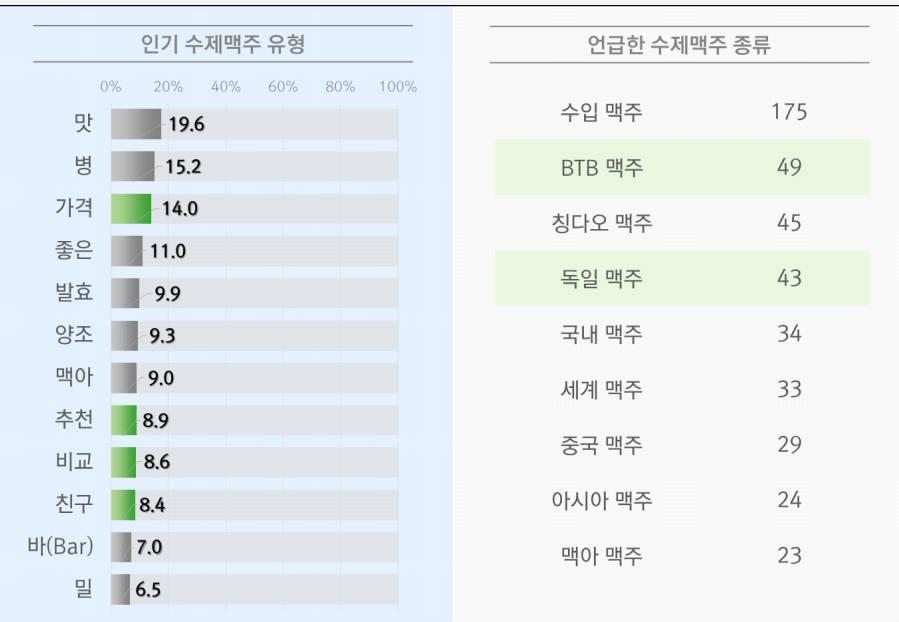 인기 수제맥주 유형
0% 20% 40% 60% 80% 100%
맛 19.6
병 15.2
가격 14.0
좋은 11.0
발효 9.9
양조 9.3
맥아 9.0
추천 8.9
비교 8.6
친구 8.4
바(Bar) 7.0
밀 6.5
언급한 수제맥주 종류
수입 맥주 175
BTB 맥주 49
칭다오 맥주 45
독일 맥주 43
국내 맥주 34
세계 맥주 33
중국 맥주 29
아시아 맥주 24
맥아 맥주 23